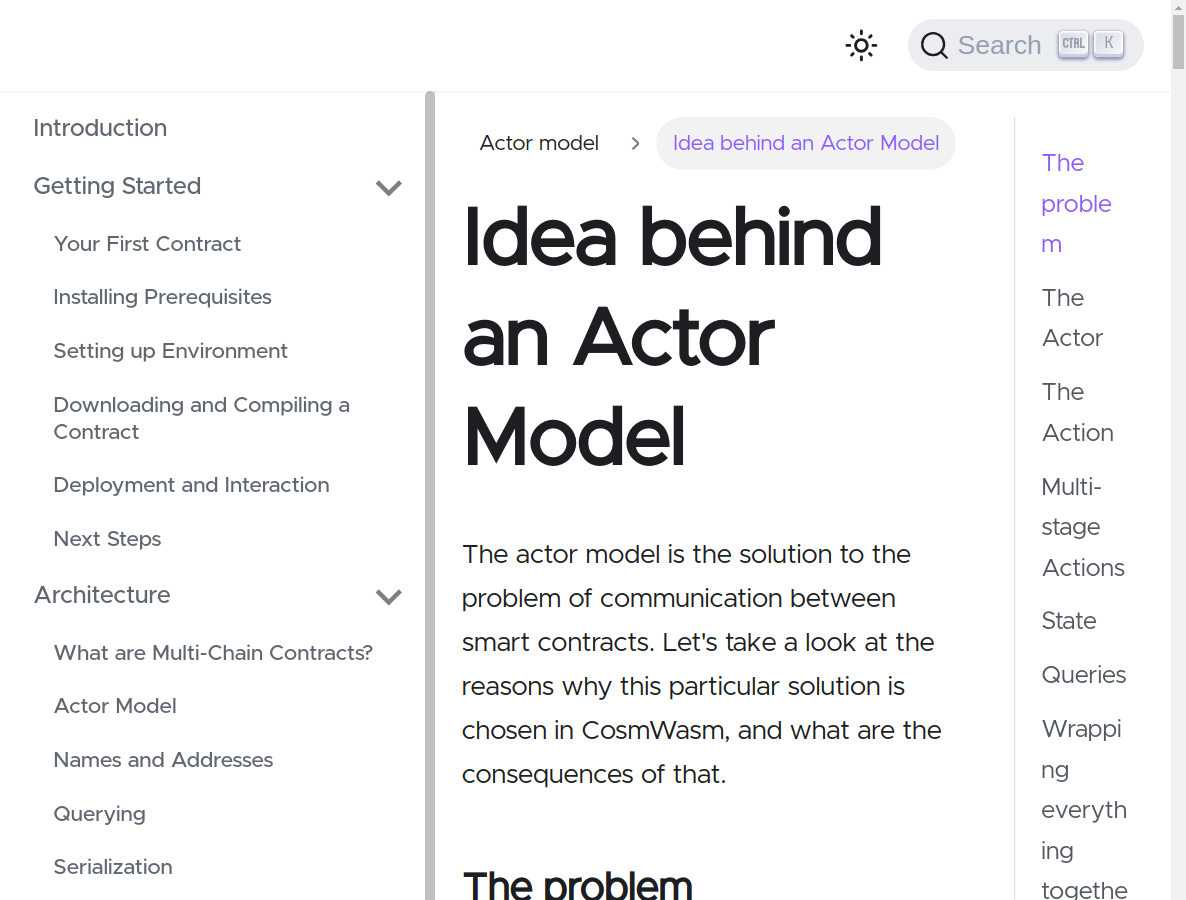 Search CTRL K
Introduction
Getting Started
Your First Contract
Installing Prerequisites
Setting up Environment
Downloading and Compiling a
Contract
Deployment and Interaction
Next Steps
Architecture
What are Multi-Chain Contracts?
Actor Model
Names and Addresses
Querying
Serialization
Actor model
Idea behind an Actor Model
Idea behind
an Actor
Model
The actor model is the solution to the
problem of communication between
smart contracts. Let's take a look at the
reasons why this particular solution is
chosen in CosmWasm, and what are the
consequences of that.
The problem
The
proble
m
The
Actor
The
Action
Multi-
stage
Actions
State
Queries
Wrappi
ng
everyth
ing
togethe